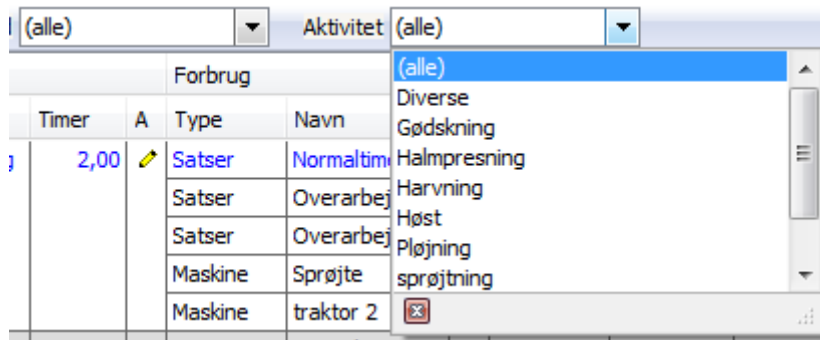 (alle) Aktivitet (alle)
(alle)
Forbrug
Diverse
Timer A Type Navn
Gødskning
2,00 Satser Normaltim Halmpresning
Harvning
Satser Overarbej
Høst
Satser Overarbej
Pløjning
Maskine Sprøjte
sprøjtning
Maskine traktor 2